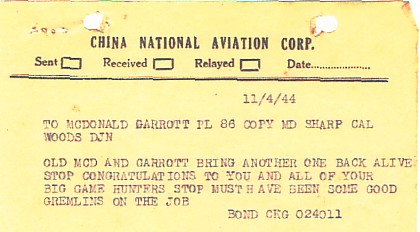 CHINA NATIONAL AVIATION CORP.
Sent Received Relayed Date..................
11/4/44
TO MCDONALD GARROTT PL 86 COPY MD SHARP CAL
WOODS DJN
OLD MCD AND GARROTT BRING ANOTHER ONE BACK ALIVE
STOP CONGRATULATIONS TO YOU AND ALL OF YOUR
BIG GAME HUNTERS STOP MUST HAVE BEEN SOME GOOD
GREMLINS ON THE JOB
BOND CKG 024011